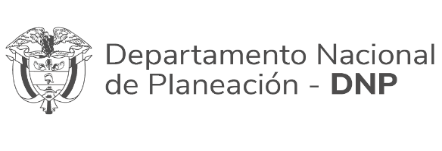 Departamento Nacional
de Planeación - DNP